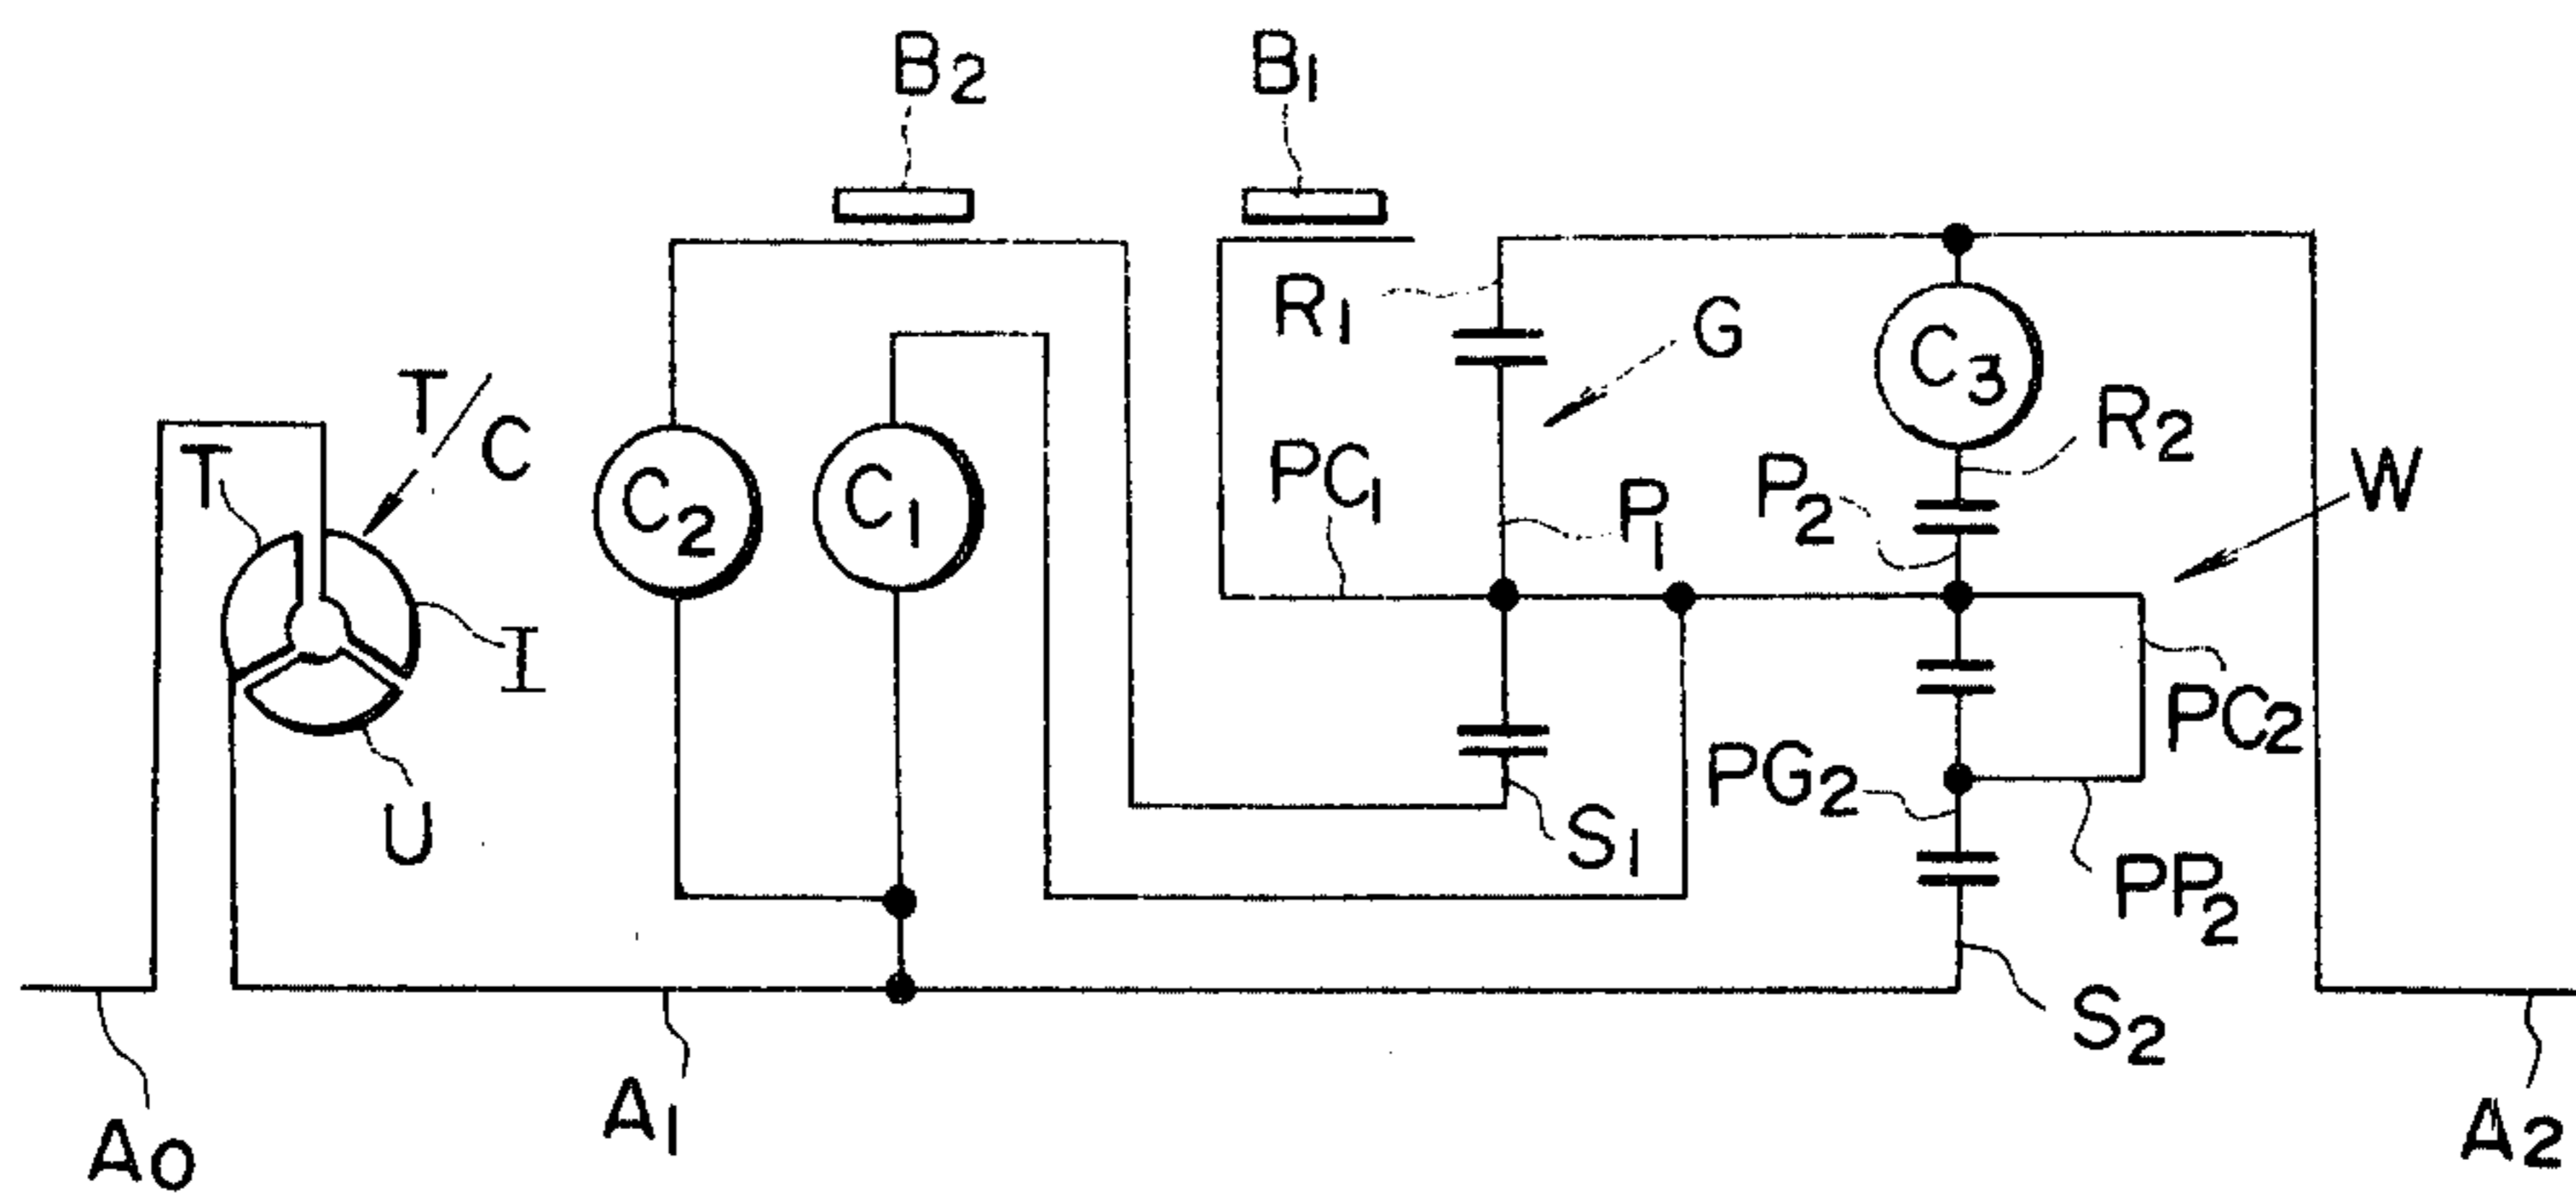 B2 B1
R1 G C3 R2
T/C T C2 C1 PC1 P1 P2 W
I
U S1 PG2 PC2
PP2
S2
A0 A1 A2